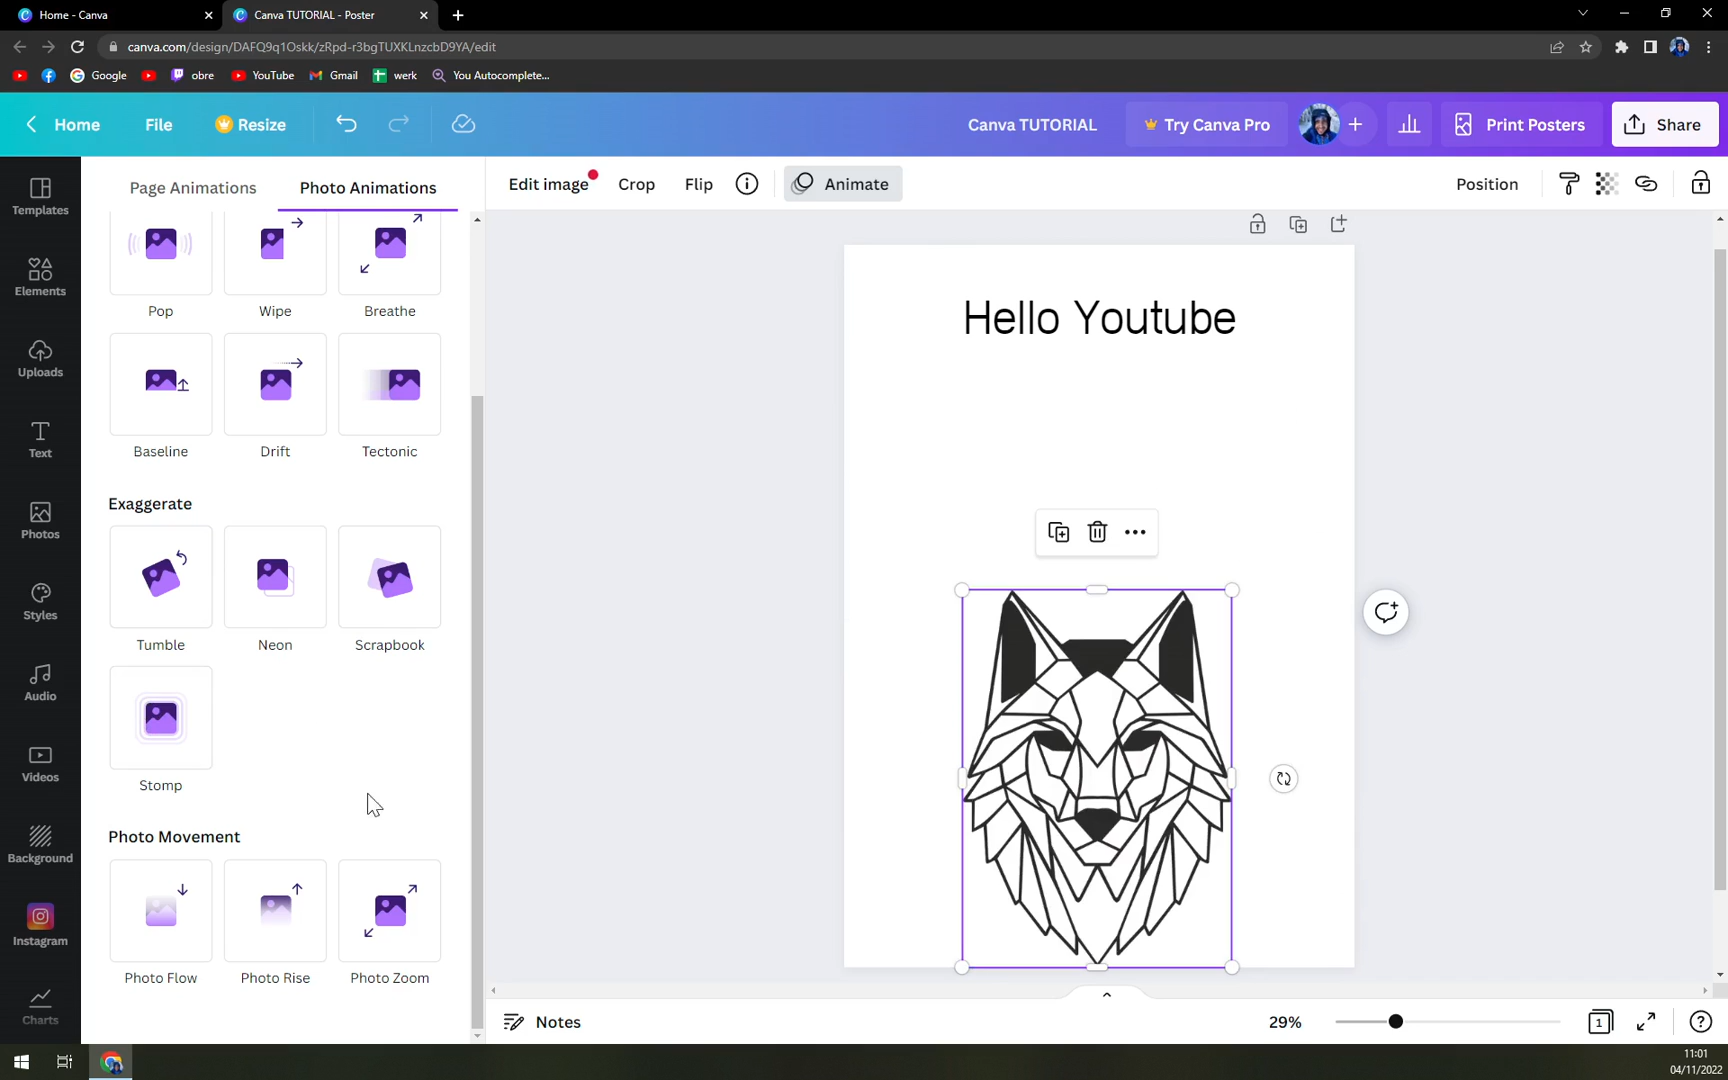 Home - Canva
Canva TUTORIAL - Poster
canva.com/design/DAFQ9q1Oskk/zRpd-r3bgTUXKLnzcbD9YA/edit
Google
obre
YouTube
Gmail
werk
You Autocomplete...
Home
File
Resize
Canva TUTORIAL
Try Canva Pro
Print Posters
Share
Templates
Elements
Uploads
Text
Photos
Styles
Audio
Videos
Background
Instagram
Charts
Page Animations
Photo Animations
Pop
Wipe
Breathe
Baseline
Drift
Tectonic
Exaggerate
Tumble
Neon
Scrapbook
Stomp
Photo Movement
Photo Flow
Photo Rise
Photo Zoom
Edit image
Crop
Flip
Animate
Position
Hello Youtube
Notes
29%
1
11:01
04/11/2022